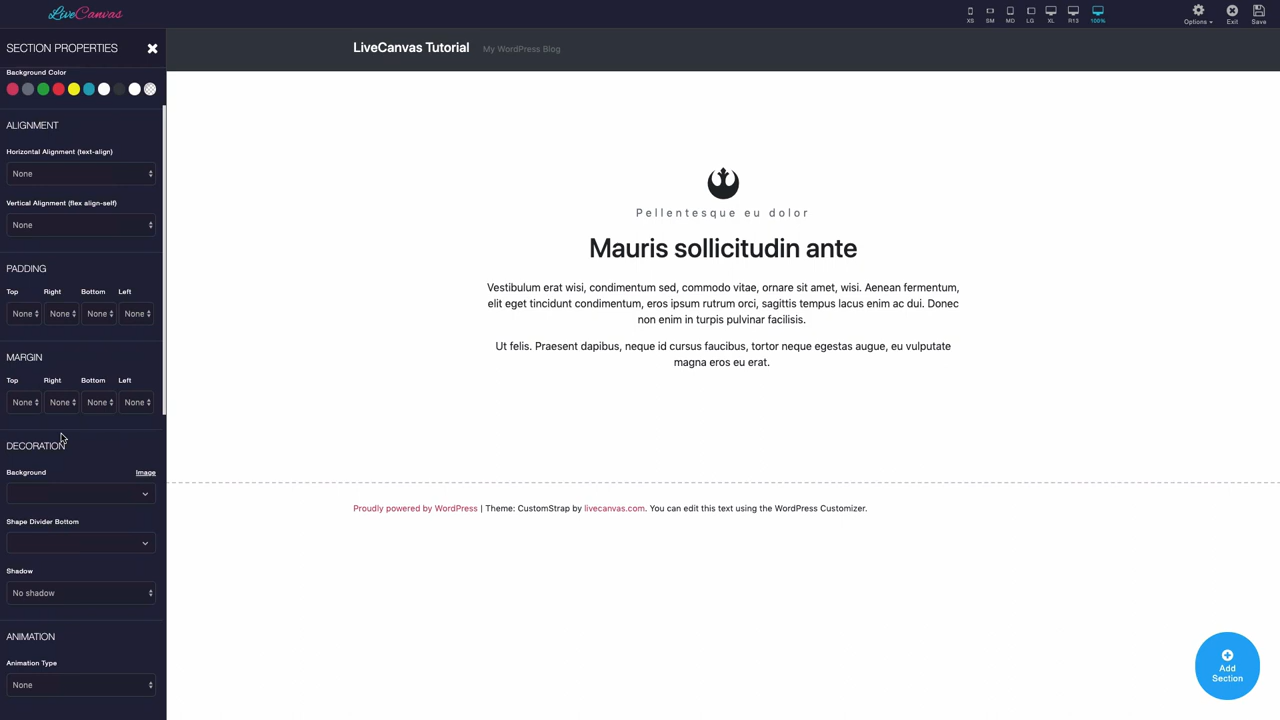 LiveCanvas
XS SM MD LG XL R13 100% Options Exit Save
SECTION PROPERTIES
Background Color
ALIGNMENT
Horizontal Alignment (text-align)
None
Vertical Alignment (flex align-self)
None
PADDING
Top Right Bottom Left
None None None None
MARGIN
Top Right Bottom Left
None None None None
DECORATION
Background Image
Shape Divider Bottom
Shadow
No shadow
ANIMATION
Animation Type
None
LiveCanvas Tutorial My WordPress Blog
Pellentesque eu dolor
Mauris sollicitudin ante
Vestibulum erat wisi, condimentum sed, commodo vitae, ornare sit amet, wisi. Aenean fermentum,
elit eget tincidunt condimentum, eros ipsum rutrum orci, sagittis tempus lacus enim ac dui. Donec
non enim in turpis pulvinar facilisis.
Ut felis. Praesent dapibus, neque id cursus faucibus, tortor neque egestas augue, eu vulputate
magna eros eu erat.
Proudly powered by WordPress | Theme: CustomStrap by livecanvas.com. You can edit this text using the WordPress Customizer.
Add
Section